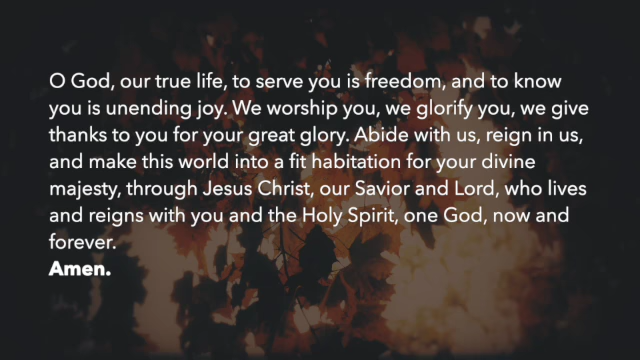 O God, our true life, to serve you is freedom, and to know
you is unending joy. We worship you, we glorify you, we give
thanks to you for your great glory. Abide with us, reign in us,
and make this world into a fit habitation for your divine
majesty, through Jesus Christ, our Savior and Lord, who lives
and reigns with you and the Holy Spirit, one God, now and
forever.
Amen.